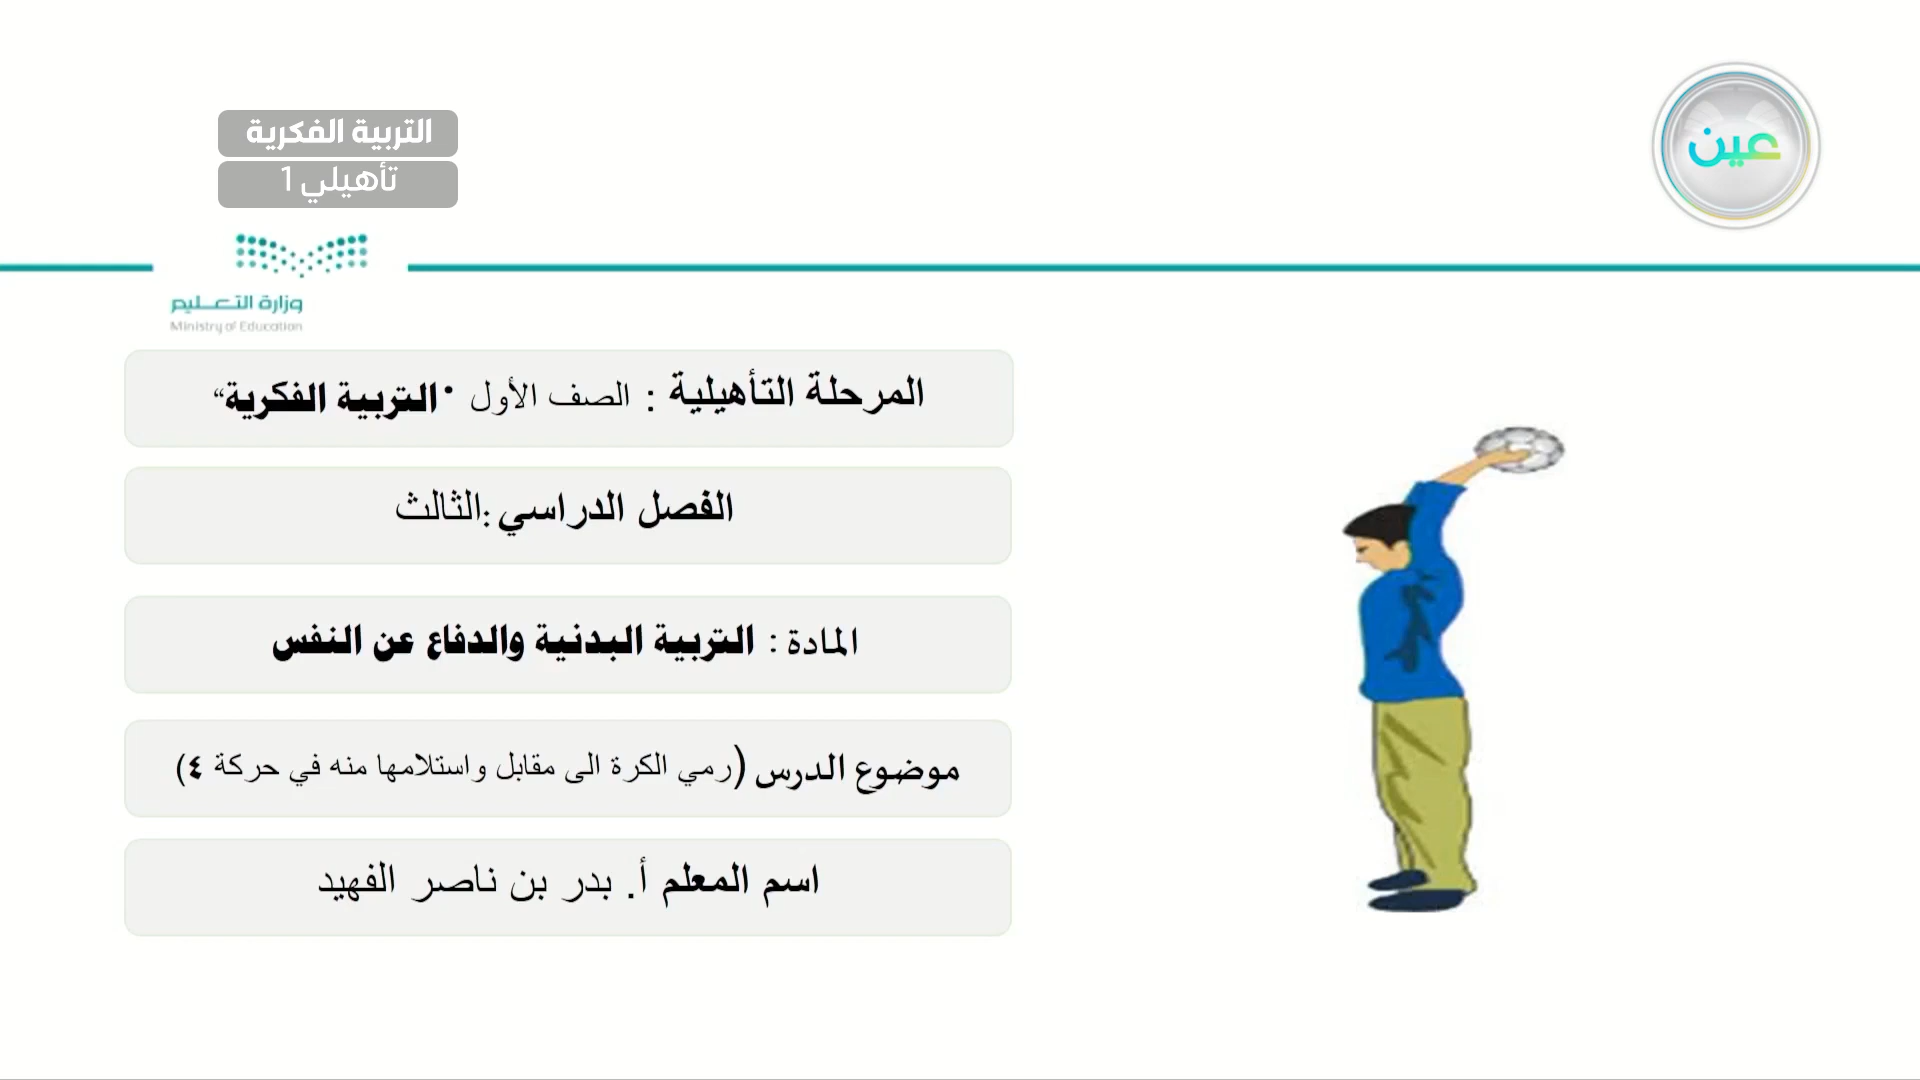 عين
التربية الفكرية
تأهيلي 1
وزارة التعليم
Ministry of Education
المرحلة التأهيلية : الصف الأول "التربية الفكرية“
الفصل الدراسي :الثالث
المادة : التربية البدنية والدفاع عن النفس
موضوع الدرس (رمي الكرة الى مقابل واستلامها منه في حركة ٤)
اسم المعلم أ. بدر بن ناصر الفهيد